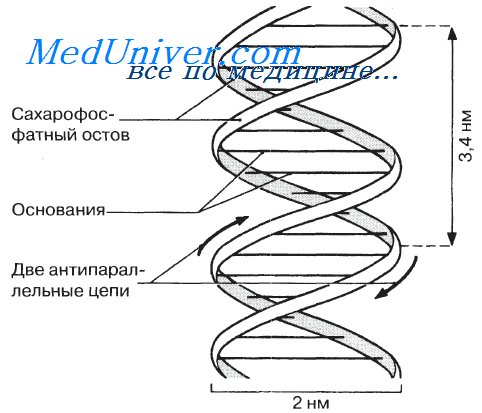 MedUniver.com
все по медицине...
Сахарофос-
фатный остов
3,4 нм
Основания
Две антипарал-
лельные цепи
2 нм